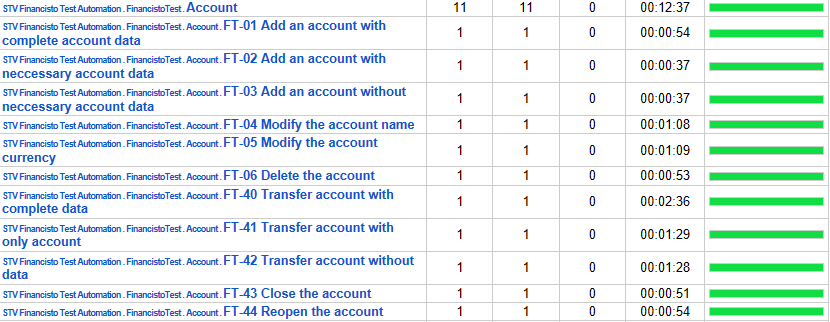 STV Financisto Test Automation . FinancistoTest . Account 11 11 0 00:12:37
STV Financisto Test Automation . FinancistoTest . Account . FT-01 Add an account with
complete account data 1 1 0 00:00:54
STV Financisto Test Automation . FinancistoTest . Account . FT-02 Add an account with
neccessary account data 1 1 0 00:00:37
STV Financisto Test Automation . FinancistoTest . Account . FT-03 Add an account without
neccessary account data 1 1 0 00:00:37
STV Financisto Test Automation . FinancistoTest . Account . FT-04 Modify the account name 1 1 0 00:01:08
STV Financisto Test Automation . FinancistoTest . Account . FT-05 Modify the account
currency 1 1 0 00:01:09
STV Financisto Test Automation . FinancistoTest . Account . FT-06 Delete the account 1 1 0 00:00:53
STV Financisto Test Automation . FinancistoTest . Account . FT-40 Transfer account with
complete data 1 1 0 00:02:36
STV Financisto Test Automation . FinancistoTest . Account . FT-41 Transfer account with
only account 1 1 0 00:01:29
STV Financisto Test Automation . FinancistoTest . Account . FT-42 Transfer account without
data 1 1 0 00:01:28
STV Financisto Test Automation . FinancistoTest . Account . FT-43 Close the account 1 1 0 00:00:51
STV Financisto Test Automation . FinancistoTest . Account . FT-44 Reopen the account 1 1 0 00:00:54